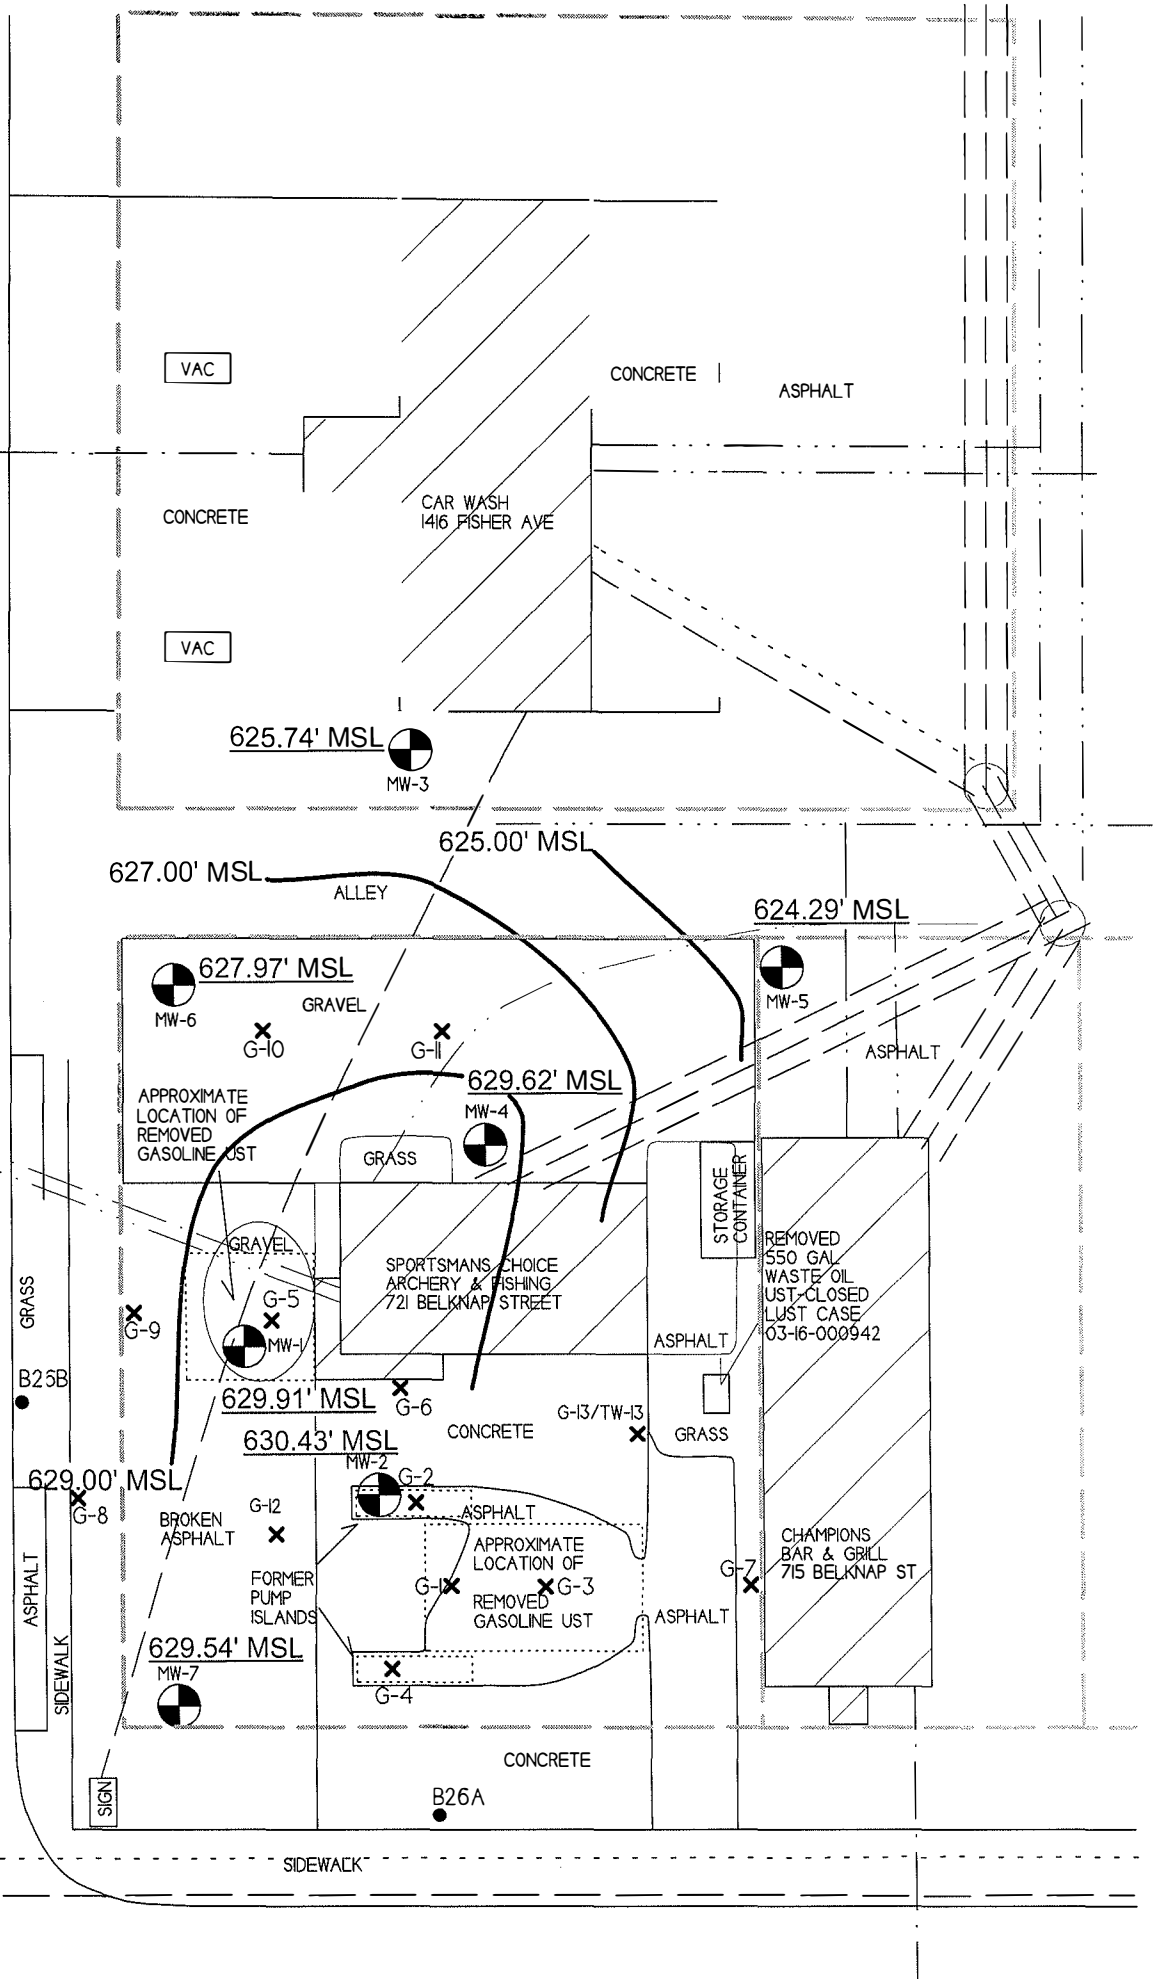 VAC
CONCRETE
ASPHALT
CAR WASH
1416 FISHER AVE
CONCRETE
VAC
625.74' MSL
MW-3
625.00' MSL
627.00' MSL
ALLEY
624.29' MSL
627.97' MSL
MW-5
GRAVEL
MW-6
G-10
G-11
ASPHALT
629.62' MSL
APPROXIMATE
LOCATION OF
REMOVED
GASOLINE UST
MW-4
GRASS
STORAGE
CONTAINER
GRAVEL
REMOVED
550 GAL
WASTE OIL
UST-CLOSED
LUST CASE
03-16-000942
SPORTSMANS CHOICE
ARCHERY & FISHING
721 BELKNAP STREET
GRASS
G-5
G-9
MW-1
ASPHALT
B25B
629.91' MSL
G-6
G-13/TW-13
CONCRETE
GRASS
630.43' MSL
MW-2
G-2
629.00' MSL
G-8
G-12
BROKEN
ASPHALT
ASPHALT
APPROXIMATE
LOCATION OF
REMOVED
GASOLINE UST
CHAMPIONS
BAR & GRILL
715 BELKNAP ST
G-7
FORMER
PUMP
ISLANDS
G-1
G-3
ASPHALT
ASPHALT
SIDEWALK
629.54' MSL
MW-7
G-4
CONCRETE
SIGN
B26A
SIDEWALK